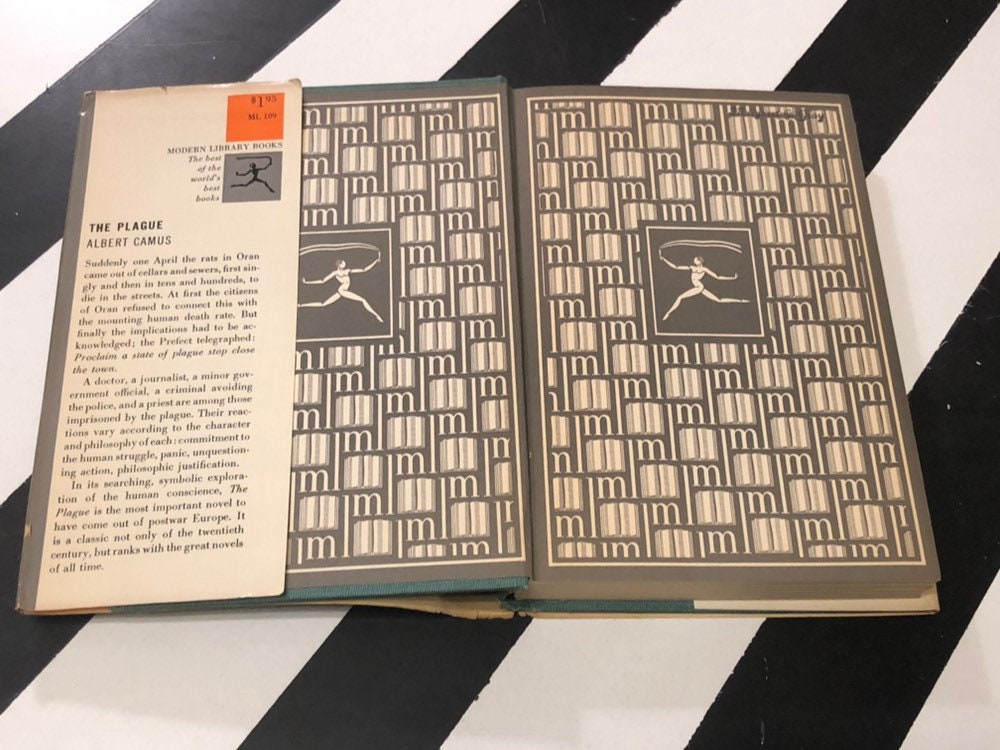 $1.95
ML 109
MODERN LIBRARY BOOKS
The best
of the
world's
best
books
THE PLAGUE
ALBERT CAMUS
Suddenly one April the rats in Oran
came out of cellars and sewers, first sin-
gly and then in tens and hundreds, to
die in the streets. At first the citizens
of Oran refused to connect this with
the mounting human death rate. But
finally the implications had to be ac-
knowledged; the Prefect telegraphed:
Proclaim a state of plague stop close
the town.
A doctor, a journalist, a minor gov-
ernment official, a criminal avoiding
the police, and a priest are among those
imprisoned by the plague. Their reac-
tions vary according to the character
and philosophy of each: commitment to
the human struggle, panic, unquestion-
ing action, philosophic justification.
In its searching, symbolic explora-
tion of the human conscience, The
Plague is the most important novel to
have come out of postwar Europe. It
is a classic not only of the twentieth
century, but ranks with the great novels
of all time.